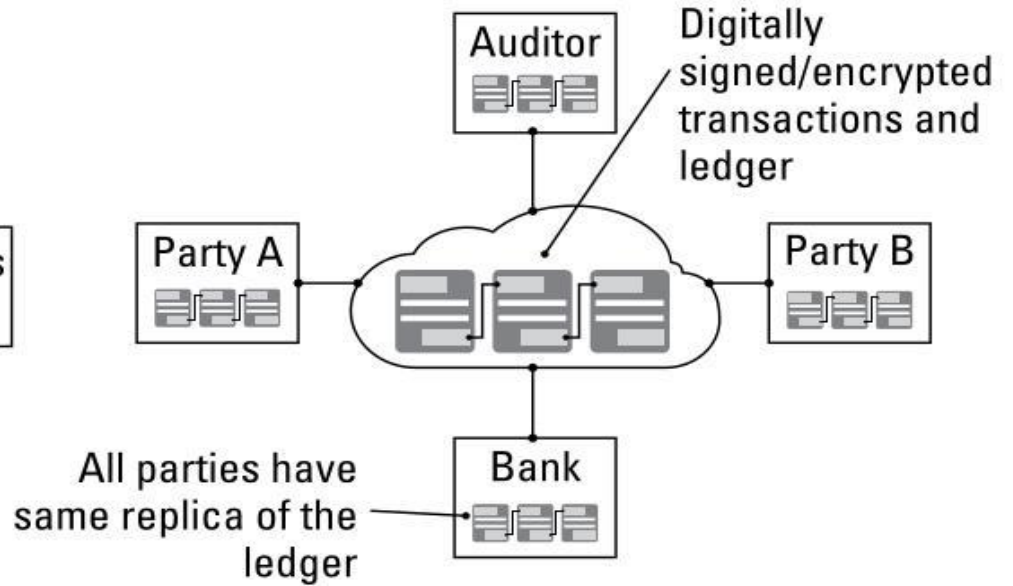 Auditor
Digitally
signed/encrypted
transactions and
ledger
s
Party A
Party B
Bank
All parties have
same replica of the
ledger